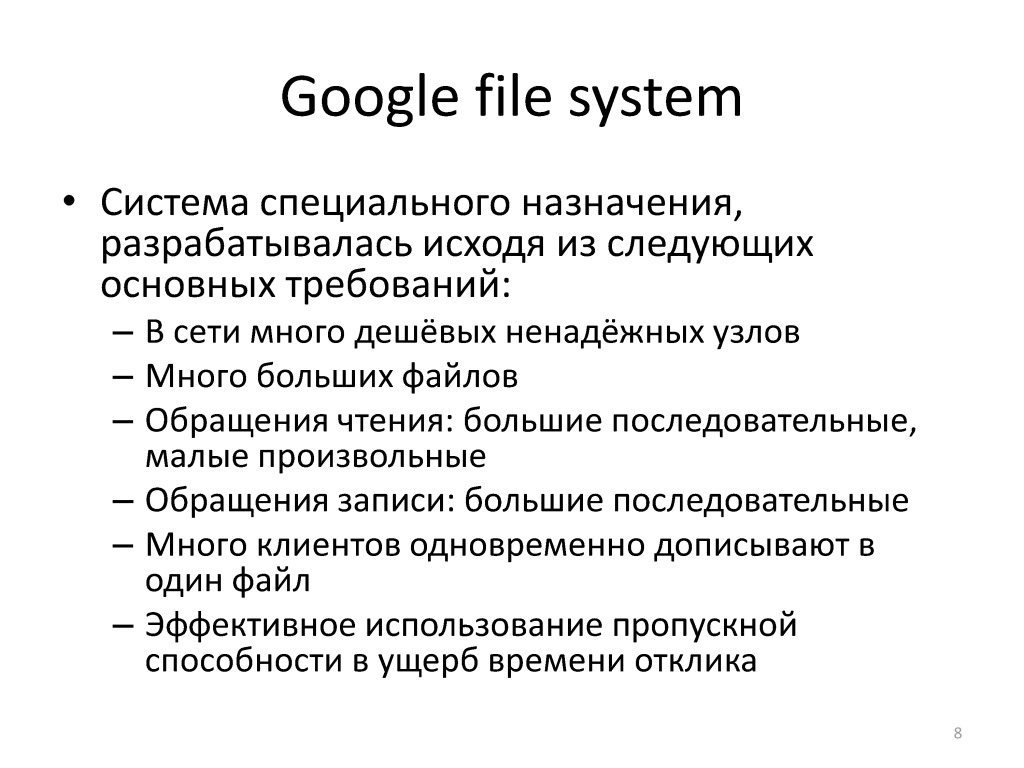 Google file system
• Система специального назначения,
разрабатывалась исходя из следующих
основных требований:
– В сети много дешёвых ненадёжных узлов
– Много больших файлов
– Обращения чтения: большие последовательные,
малые произвольные
– Обращения записи: большие последовательные
– Много клиентов одновременно дописывают в
один файл
– Эффективное использование пропускной
способности в ущерб времени отклика
8